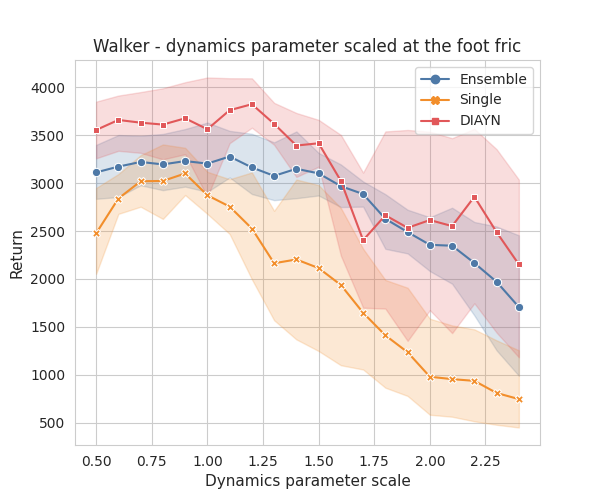 Walker - dynamics parameter scaled at the foot fric
Ensemble
Single
DIAYN
Return
4000
3500
3000
2500
2000
1500
1000
500
0.50 0.75 1.00 1.25 1.50 1.75 2.00 2.25
Dynamics parameter scale